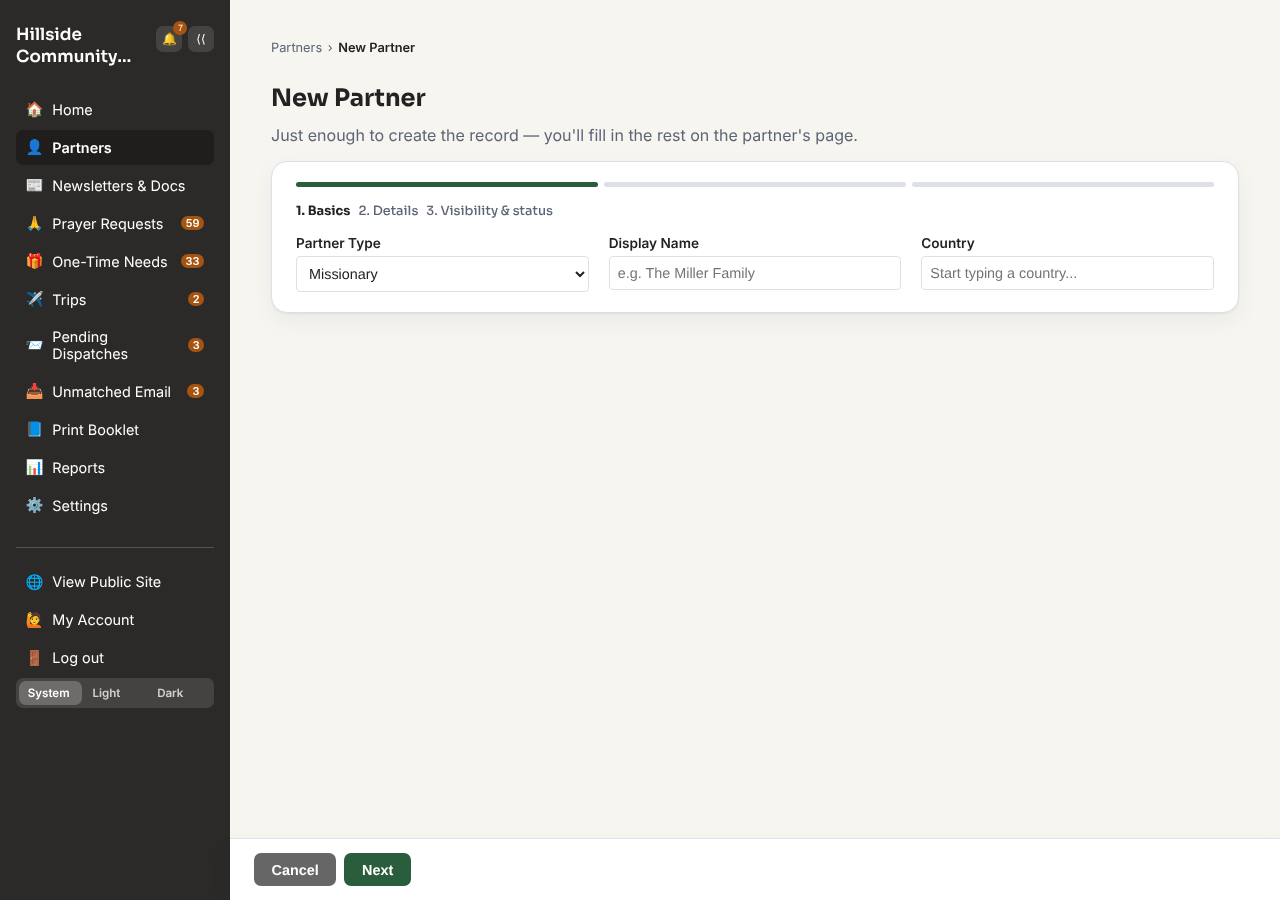 Hillside
Community...
7
⟨⟨
Home
Partners
Newsletters & Docs
Prayer Requests 59
One-Time Needs 33
Trips 2
Pending
Dispatches 3
Unmatched Email 3
Print Booklet
Reports
Settings
View Public Site
My Account
Log out
System Light Dark
Partners › New Partner
New Partner
Just enough to create the record — you'll fill in the rest on the partner's page.
1. Basics 2. Details 3. Visibility & status
Partner Type Display Name Country
Missionary e.g. The Miller Family Start typing a country...
Cancel Next